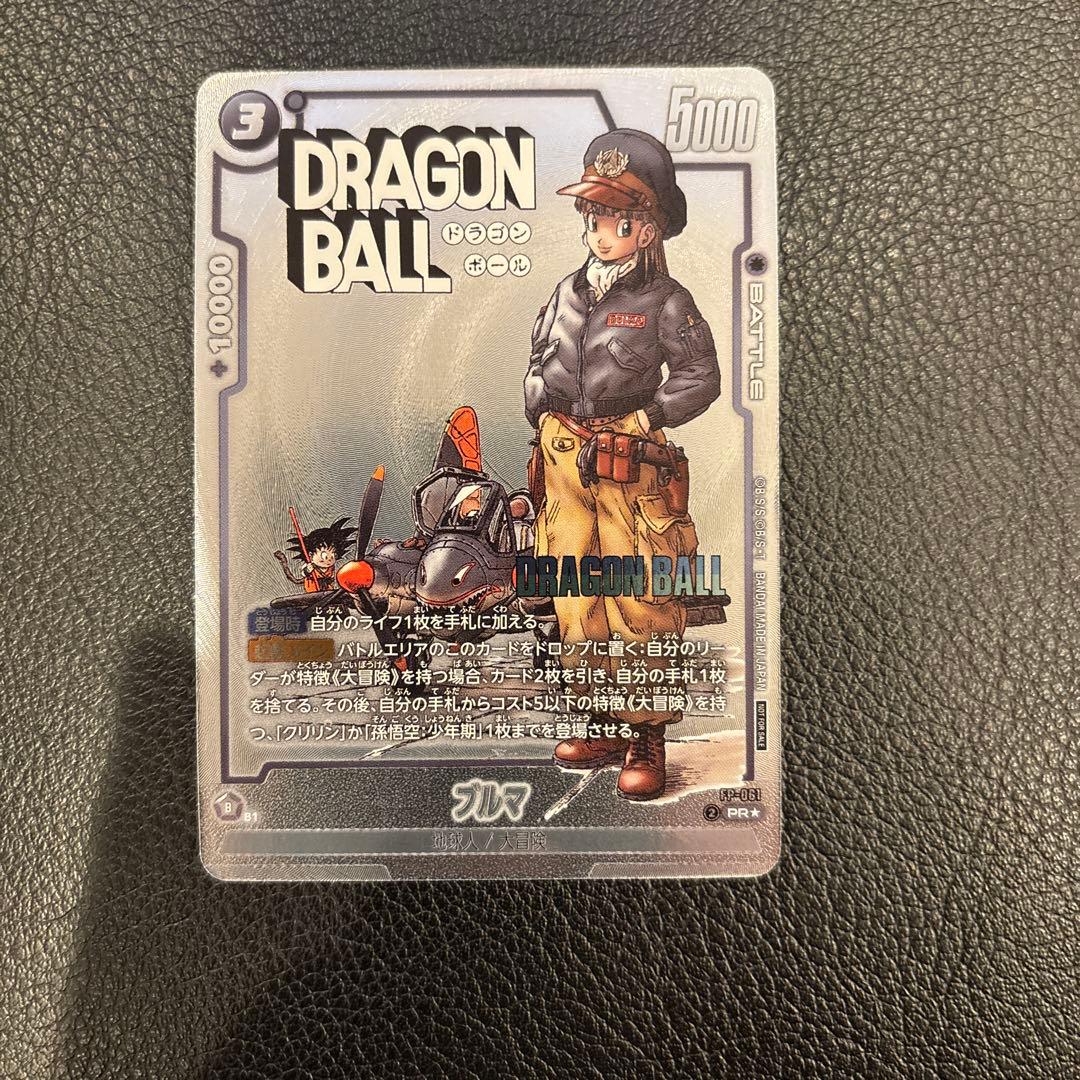 3
5000
DRAGON
BALL
ドラゴン
ボール
+10000
BATTLE
DRAGON BALL
登場時 自分のライフ1枚を手札に加える。
バトルエリアのこのカードをドロップに置く:自分のリー
ダーが特徴《大冒険》を持つ場合、カード2枚を引き、自分の手札1枚
を捨てる。その後、自分の手札からコスト5以下の特徴《大冒険》を持
つ、「クリリン」か「孫悟空:少年期」1枚までを登場させる。
©B.S/S ©B/S・T BANDAI MADE IN JAPAN
NOT FOR SALE
FP-061
B
B1
ブルマ
2 PR★
地球人 / 大冒険